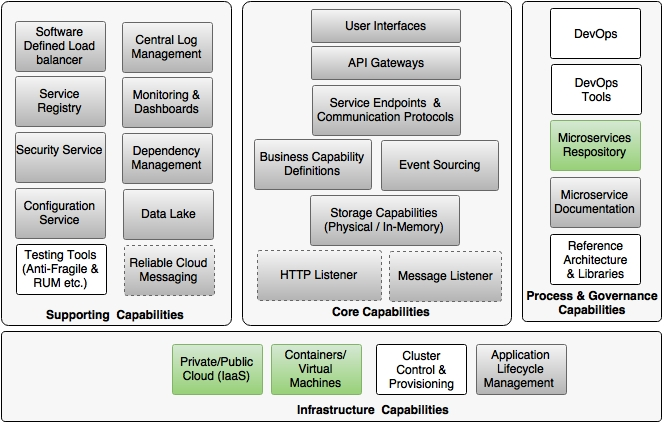 Software
Defined Load
balancer
Central Log
Management
Service
Registry
Monitoring &
Dashboards
Security Service
Dependency
Management
Configuration
Service
Data Lake
Testing Tools
(Anti-Fragile &
RUM etc.)
Reliable Cloud
Messaging
Supporting Capabilities
User Interfaces
API Gateways
Service Endpoints &
Communication Protocols
Business Capability
Definitions
Event Sourcing
Storage Capabilities
(Physical / In-Memory)
HTTP Listener
Message Listener
Core Capabilities
DevOps
DevOps
Tools
Microservices
Respository
Microservice
Documentation
Reference
Architecture
& Libraries
Process & Governance
Capabilities
Private/Public
Cloud (IaaS)
Containers/
Virtual
Machines
Cluster
Control &
Provisioning
Application
Lifecycle
Management
Infrastructure Capabilities